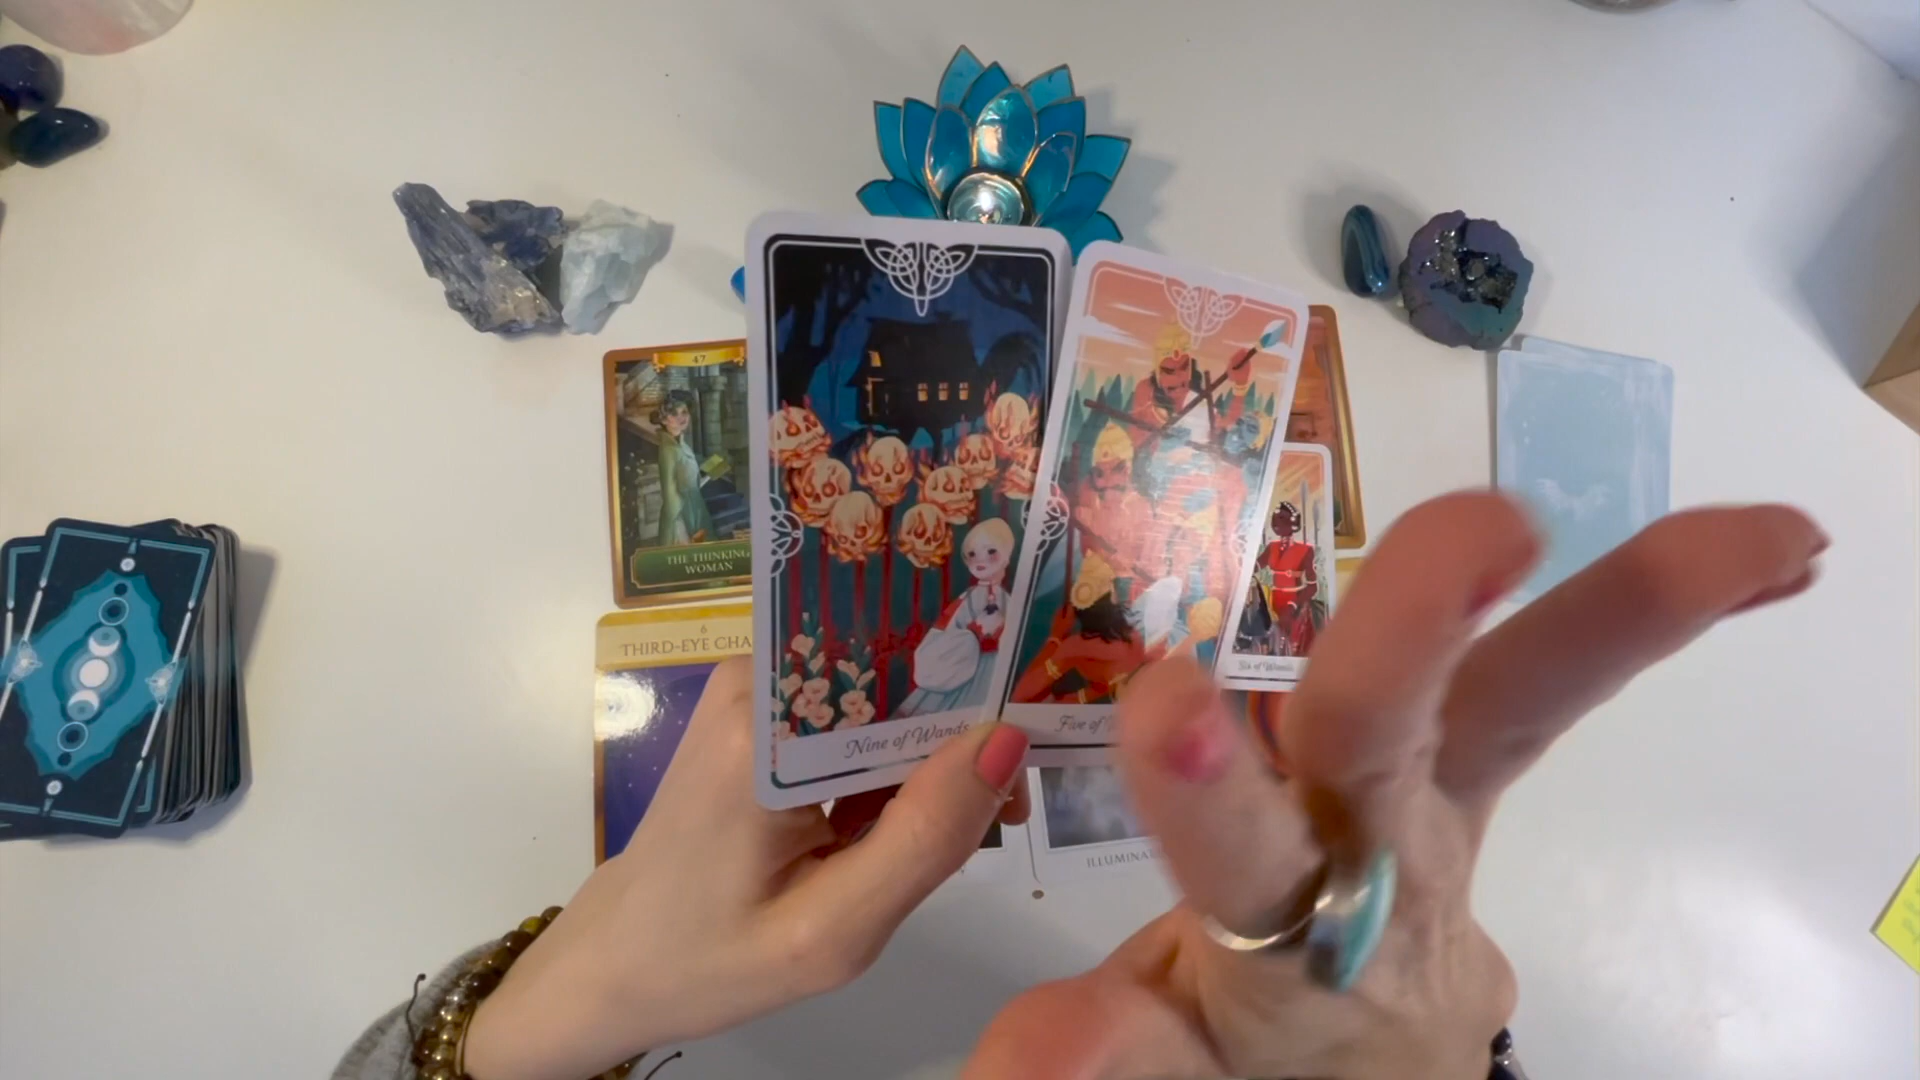 47
THE THINKING
WOMAN
6
THIRD-EYE CHA
Nine of Wands
Five of
Six of Wands
ILLUMINA